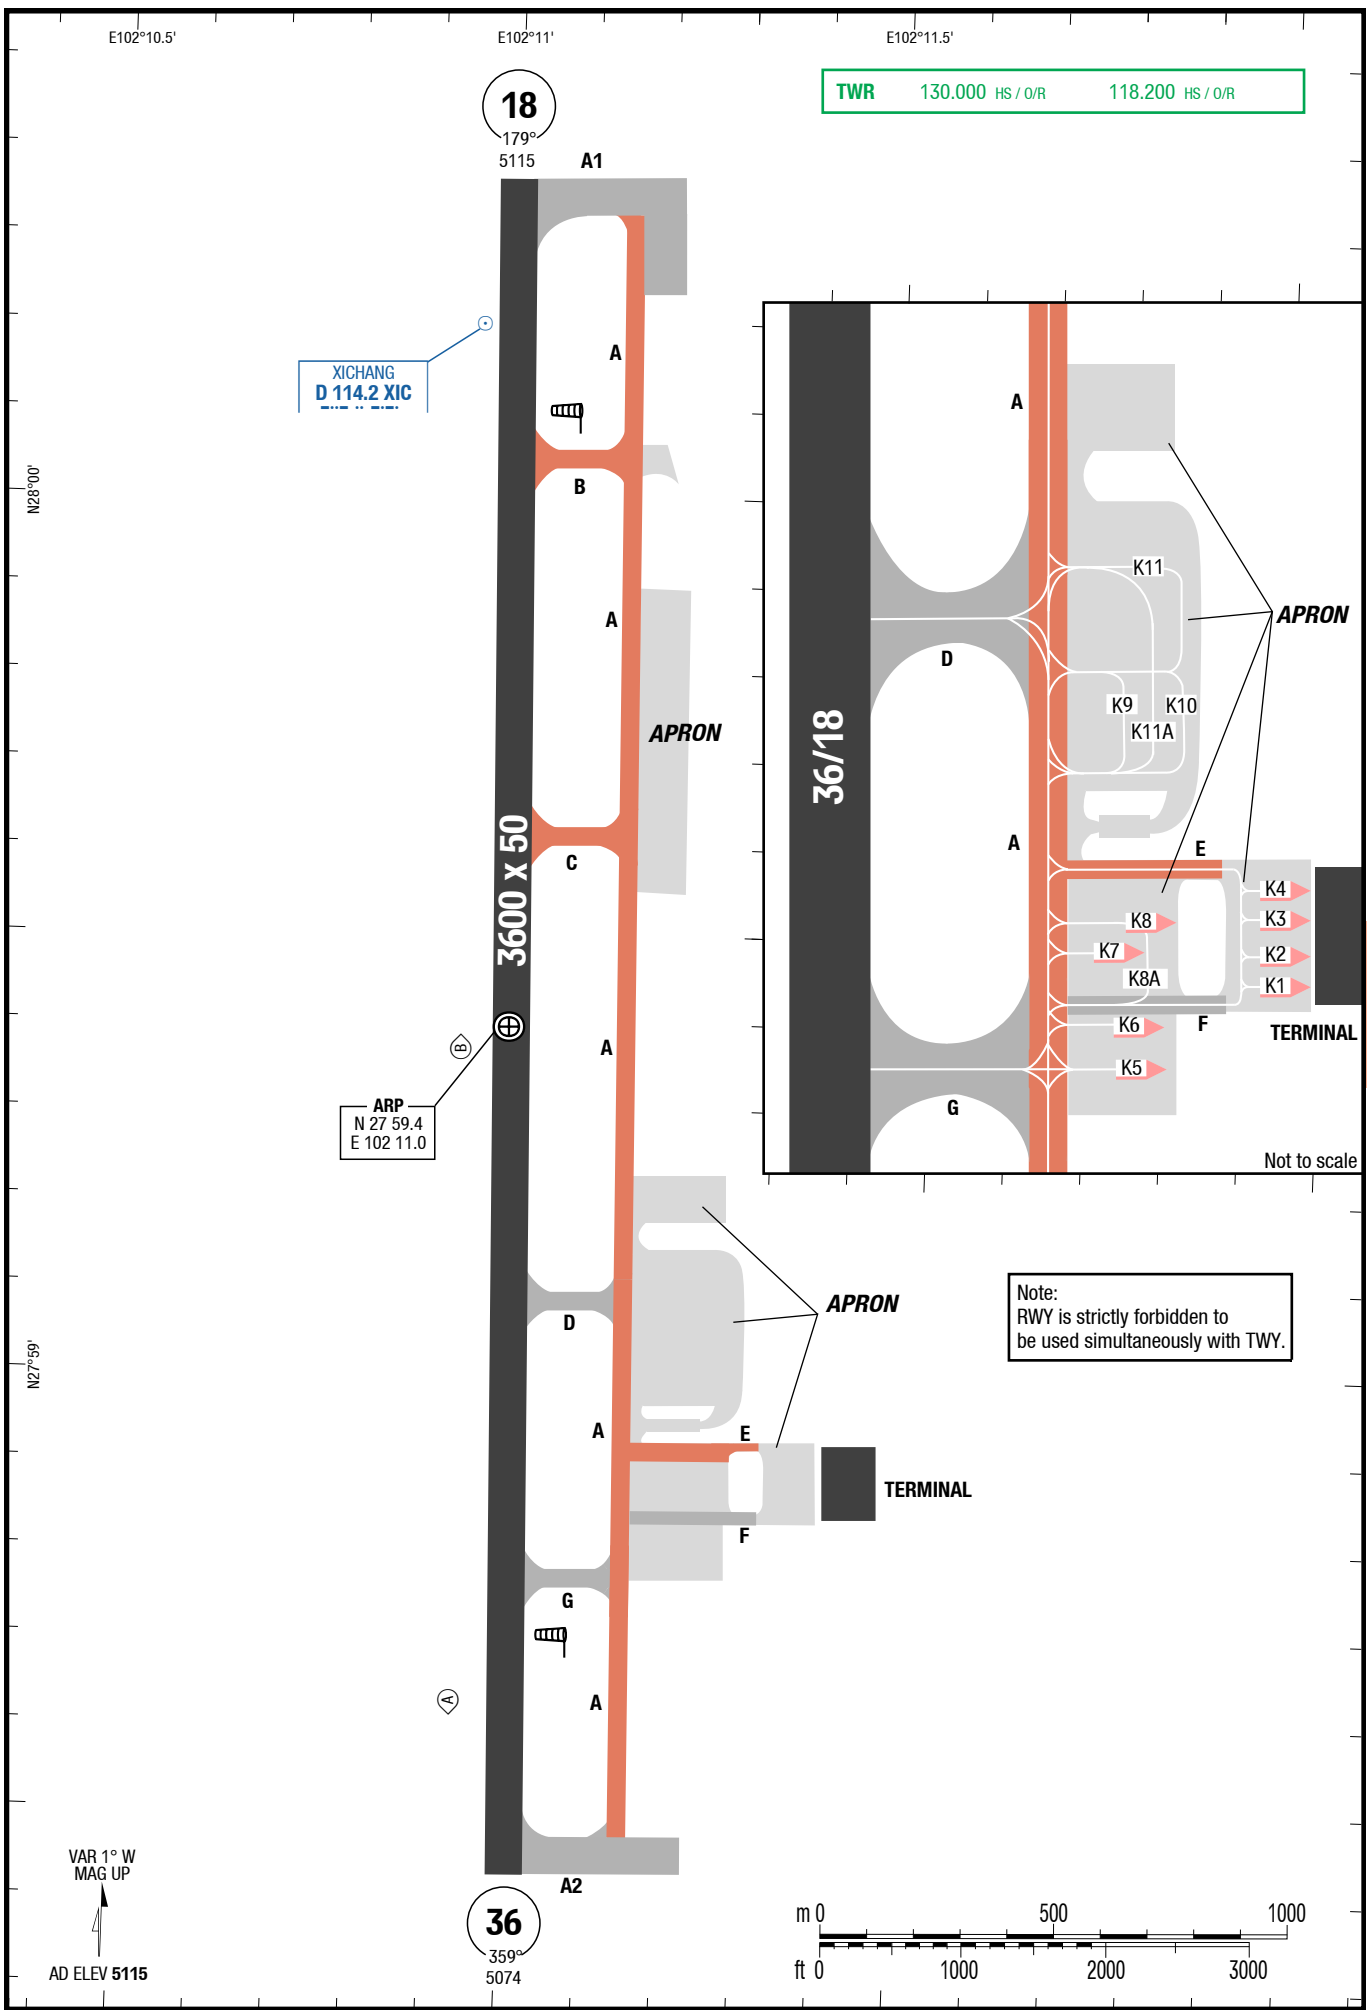 E102°10.5'
E102°11'
E102°11.5'
TWR 130.000 HS / O/R 118.200 HS / O/R
18
179°
5115
A1
XICHANG
D 114.2 XIC
A
B
N28°00'
A
APRON
3600 x 50
C
A
B
ARP
N 27 59.4
E 102 11.0
A
K11
APRON
D
K9
K10
K11A
36/18
A
E
K4
K8
K3
K7
K2
K8A
K1
K6
F
TERMINAL
K5
G
Not to scale
Note:
RWY is strictly forbidden to
be used simultaneously with TWY.
APRON
D
N27°59'
A
E
TERMINAL
F
G
A
A
A2
VAR 1° W
MAG UP
AD ELEV 5115
36
359°
5074
m 0 500 1000
ft 0 1000 2000 3000